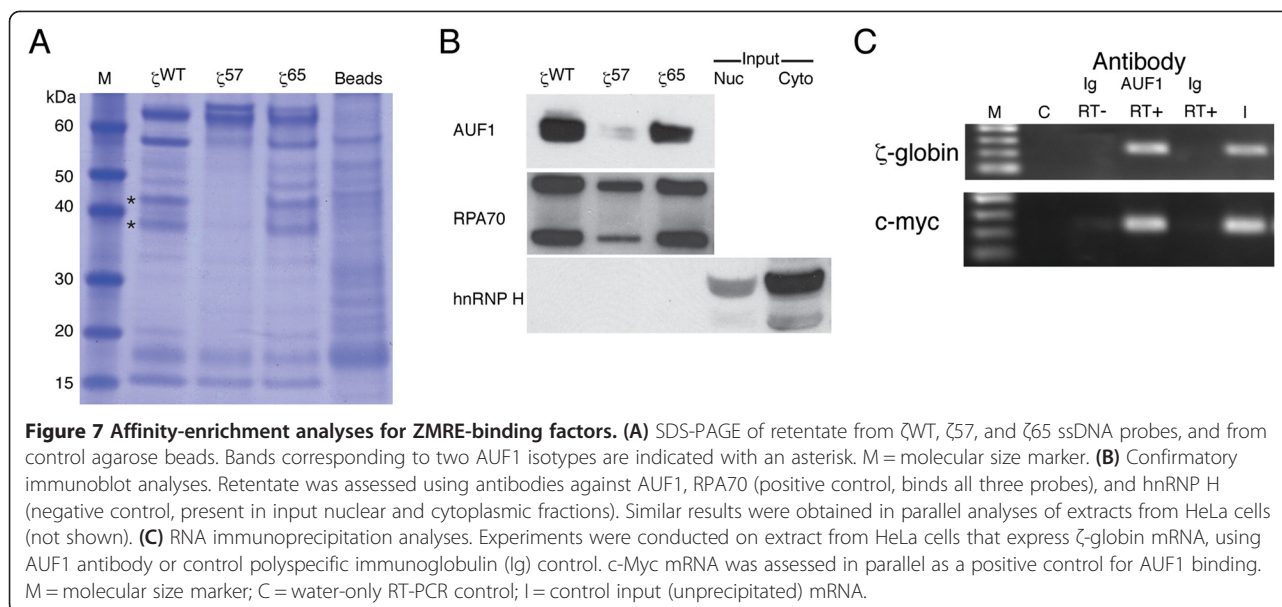 A
M ζWT ζ57 ζ65 Beads
kDa
60
50
40
*
*
30
20
15
B
Input
ζWT ζ57 ζ65 Nuc Cyto
AUF1
RPA70
hnRNP H
C
Antibody
Ig AUF1 Ig
M C RT- RT+ RT+ I
ζ-globin
c-myc
Figure 7 Affinity-enrichment analyses for ZMRE-binding factors. (A) SDS-PAGE of retentate from ζWT, ζ57, and ζ65 ssDNA probes, and from
control agarose beads. Bands corresponding to two AUF1 isotypes are indicated with an asterisk. M = molecular size marker. (B) Confirmatory
immunoblot analyses. Retentate was assessed using antibodies against AUF1, RPA70 (positive control, binds all three probes), and hnRNP H
(negative control, present in input nuclear and cytoplasmic fractions). Similar results were obtained in parallel analyses of extracts from HeLa cells
(not shown). (C) RNA immunoprecipitation analyses. Experiments were conducted on extract from HeLa cells that express ζ-globin mRNA, using
AUF1 antibody or control polyspecific immunoglobulin (Ig) control. c-Myc mRNA was assessed in parallel as a positive control for AUF1 binding.
M = molecular size marker; C = water-only RT-PCR control; I = control input (unprecipitated) mRNA.